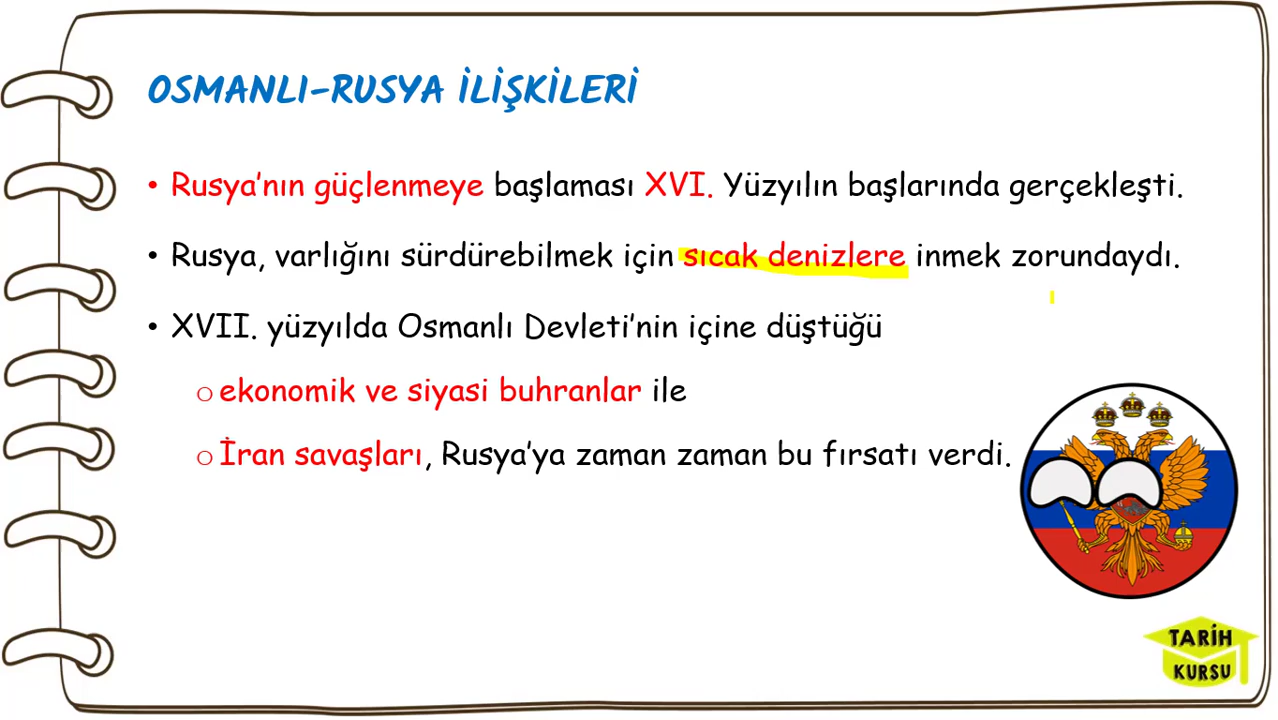 OSMANLI-RUSYA İLİŞKİLERİ
• Rusya'nın güçlenmeye başlaması XVI. Yüzyılın başlarında gerçekleşti.
• Rusya, varlığını sürdürebilmek için sıcak denizlere inmek zorundaydı.
• XVII. yüzyılda Osmanlı Devleti'nin içine düştüğü
o ekonomik ve siyasi buhranlar ile
o İran savaşları, Rusya'ya zaman zaman bu fırsatı verdi.
TARİH
KURSU